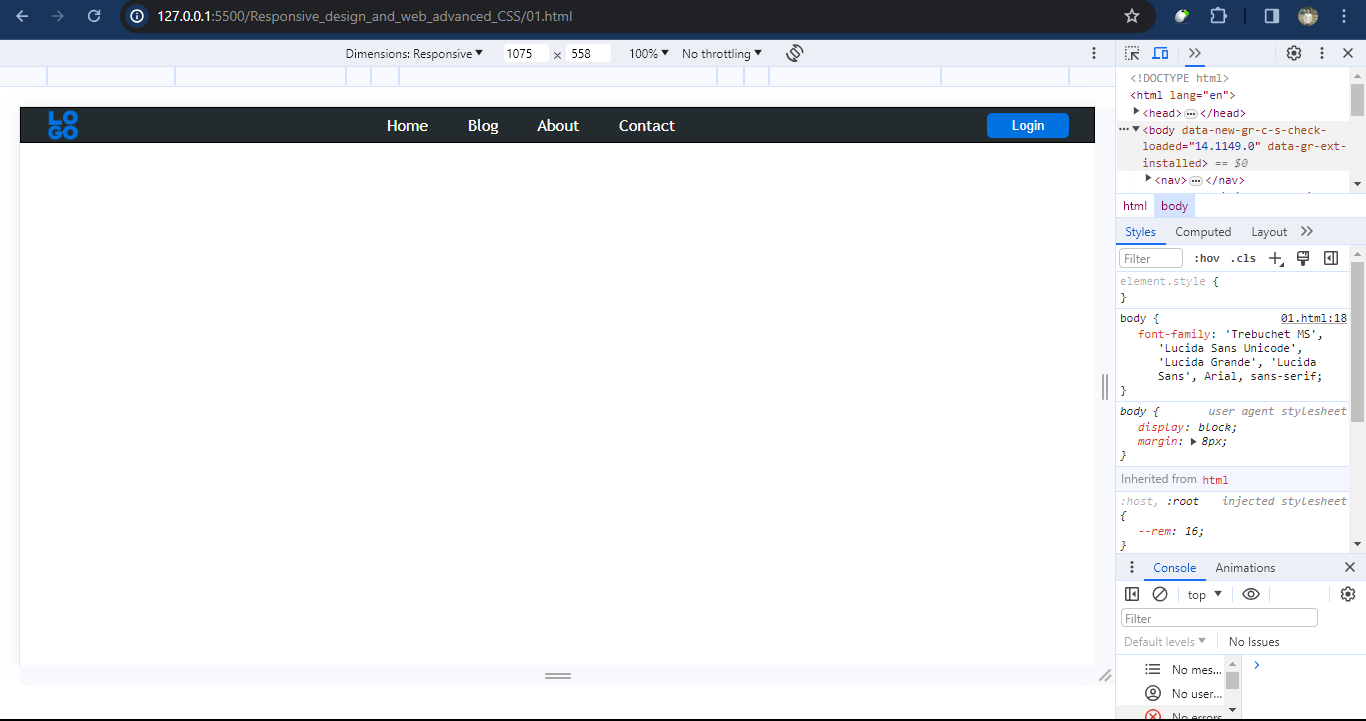 127.0.0.1:5500/Responsive_design_and_web_advanced_CSS/01.html
Dimensions: Responsive 1075 x 558 100% No throttling
LO
GO
Home Blog About Contact Login
<!DOCTYPE html>
<html lang="en">
<head> ••• </head>
••• <body data-new-gr-c-s-check-
loaded="14.1149.0" data-gr-ext-
installed> == $0
<nav> ••• </nav>
html body
Styles Computed Layout
Filter :hov .cls
element.style {
}
body { 01.html:18
font-family: 'Trebuchet MS',
'Lucida Sans Unicode',
'Lucida Grande', 'Lucida
Sans', Arial, sans-serif;
}
body { user agent stylesheet
display: block;
margin: 8px;
}
Inherited from html
:host, :root injected stylesheet
{
--rem: 16;
}
Console Animations
top
Filter
Default levels No Issues
No mes...
No user...
No errors